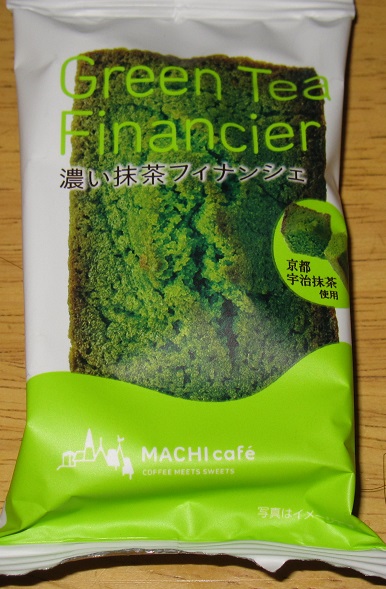 Green Tea
Financier
濃い抹茶フィナンシェ
京都
宇治抹茶
使用
MACHI café
COFFEE MEETS SWEETS
写真はイメー